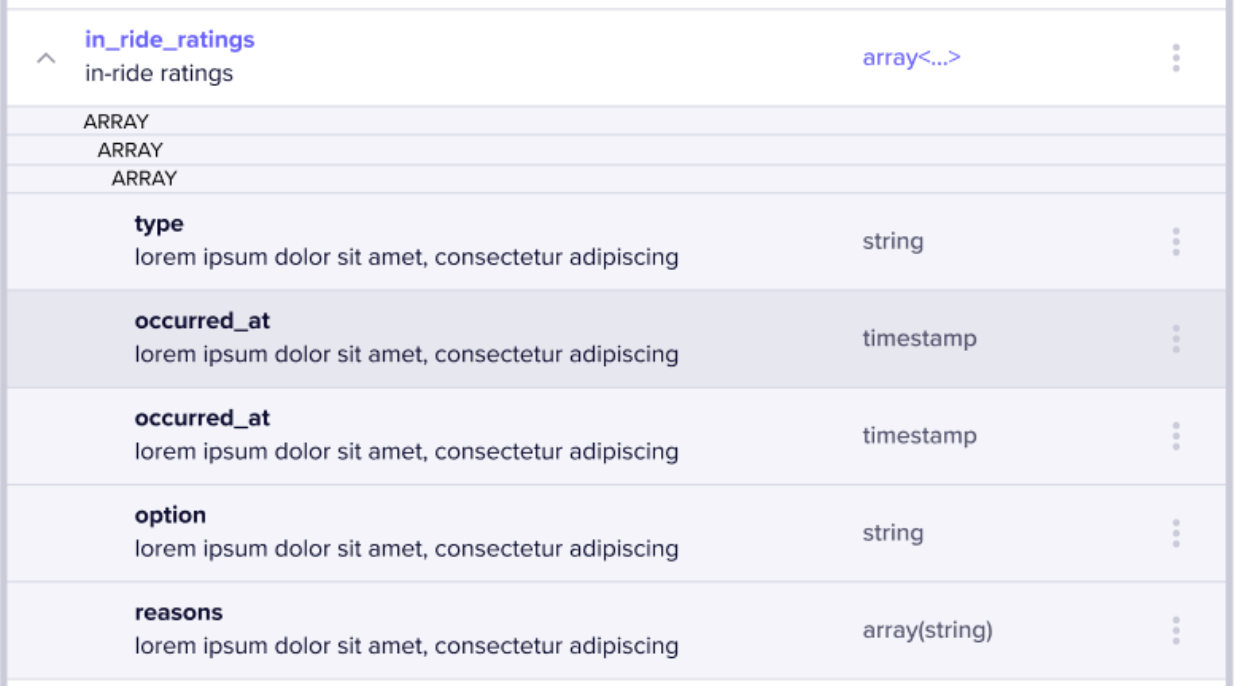 in_ride_ratings
in-ride ratings
array<...>
ARRAY
ARRAY
ARRAY
type
lorem ipsum dolor sit amet, consectetur adipiscing
string
occurred_at
lorem ipsum dolor sit amet, consectetur adipiscing
timestamp
occurred_at
lorem ipsum dolor sit amet, consectetur adipiscing
timestamp
option
lorem ipsum dolor sit amet, consectetur adipiscing
string
reasons
lorem ipsum dolor sit amet, consectetur adipiscing
array(string)